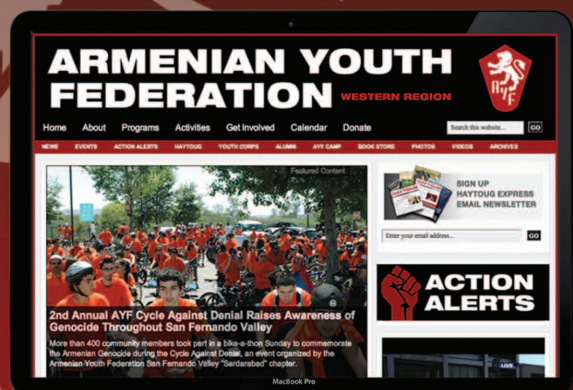 ARMENIAN YOUTH
FEDERATION WESTERN REGION
AYF
Home About Programs Activities Get Involved Calendar Donate
Search this website... GO
NEWS EVENTS ACTION ALERTS HAYTOUG YOUTH CORPS ALUMNI AYF CAMP BOOK STORE PHOTOS VIDEOS ARCHIVES
Featured Content
2nd Annual AYF Cycle Against Denial Raises Awareness of
Genocide Throughout San Fernando Valley
More than 400 community members took part in a bike-a-thon Sunday to commemorate
the Armenian Genocide during the Cycle Against Denial, an event organized by the
Armenian Youth Federation San Fernando Valley "Sardarabad" chapter.
SIGN UP
HAYTOUG EXPRESS
EMAIL NEWSLETTER
Enter your email address... GO
ACTION
ALERTS
LIVE
MacBook Pro